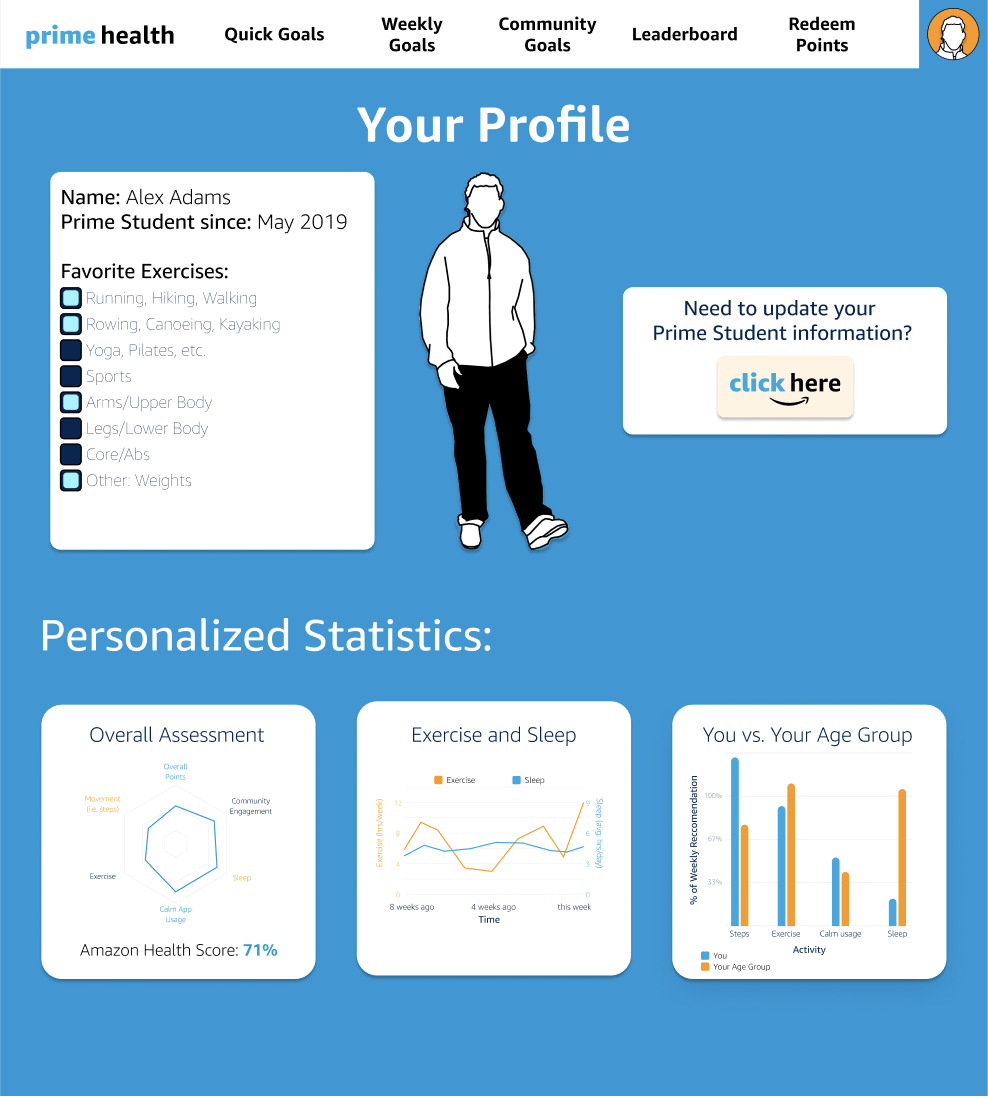 prime health
Quick Goals
Weekly
Goals
Community
Goals
Leaderboard
Redeem
Points
Your Profile
Name: Alex Adams
Prime Student since: May 2019
Favorite Exercises:
Running, Hiking, Walking
Rowing, Canoeing, Kayaking
Yoga, Pilates, etc.
Sports
Arms/Upper Body
Legs/Lower Body
Core/Abs
Other: Weights
Need to update your
Prime Student information?
click here
Personalized Statistics:
Overall Assessment
Overall
Points
Movement
(i.e. steps)
Community
Engagement
Exercise
Sleep
Calm App
Usage
Amazon Health Score: 71%
Exercise and Sleep
Exercise
Sleep
Exercise (hrs/week)
12
8
4
0
Sleep (avg. hrs/day)
9
6
3
0
8 weeks ago
4 weeks ago
this week
Time
You vs. Your Age Group
% of Weekly Reccomendation
100%
67%
33%
Steps
Exercise
Calm usage
Sleep
Activity
You
Your Age Group